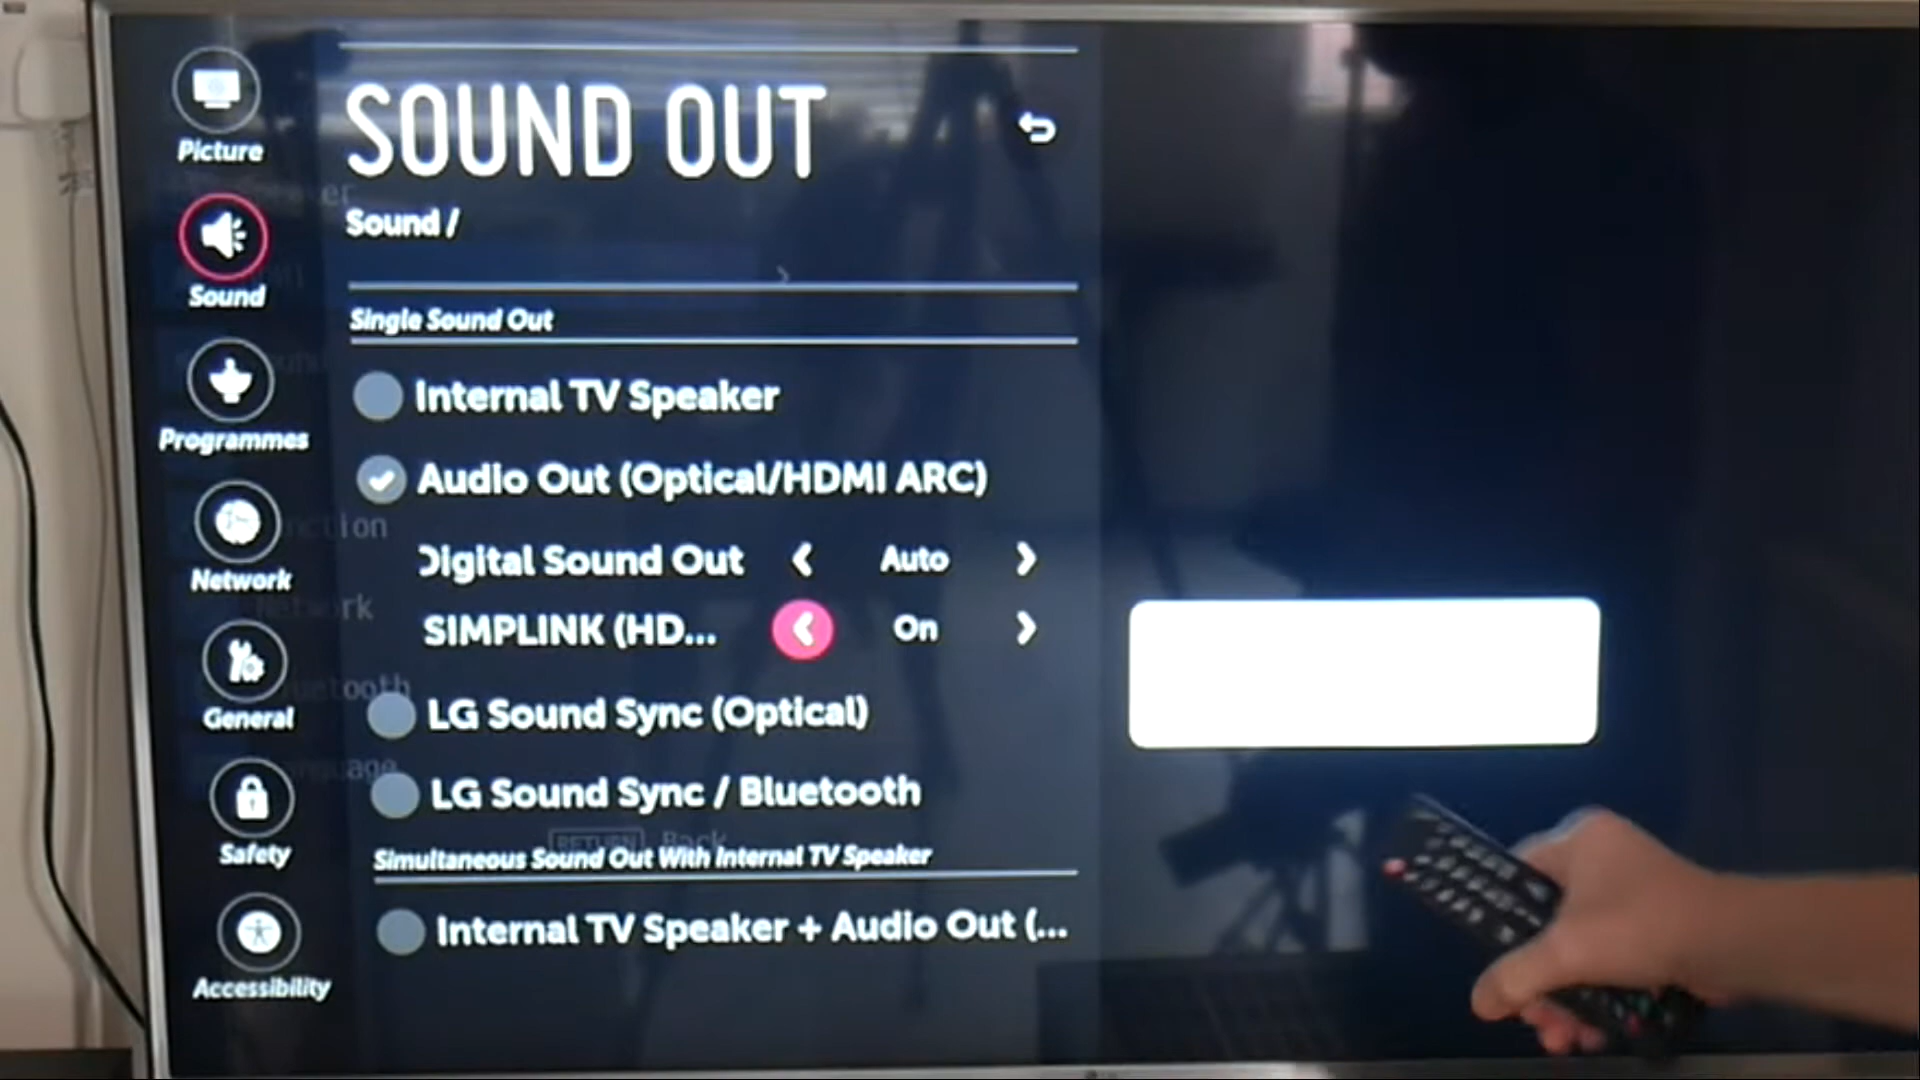 SOUND OUT
Sound /
Single Sound Out
Internal TV Speaker
Audio Out (Optical/HDMI ARC)
Digital Sound Out Auto
SIMPLINK (HD... On
LG Sound Sync (Optical)
LG Sound Sync / Bluetooth
Simultaneous Sound Out With Internal TV Speaker
Internal TV Speaker + Audio Out (...
Picture
Sound
Programmes
Network
General
Safety
Accessibility
RETURN Back